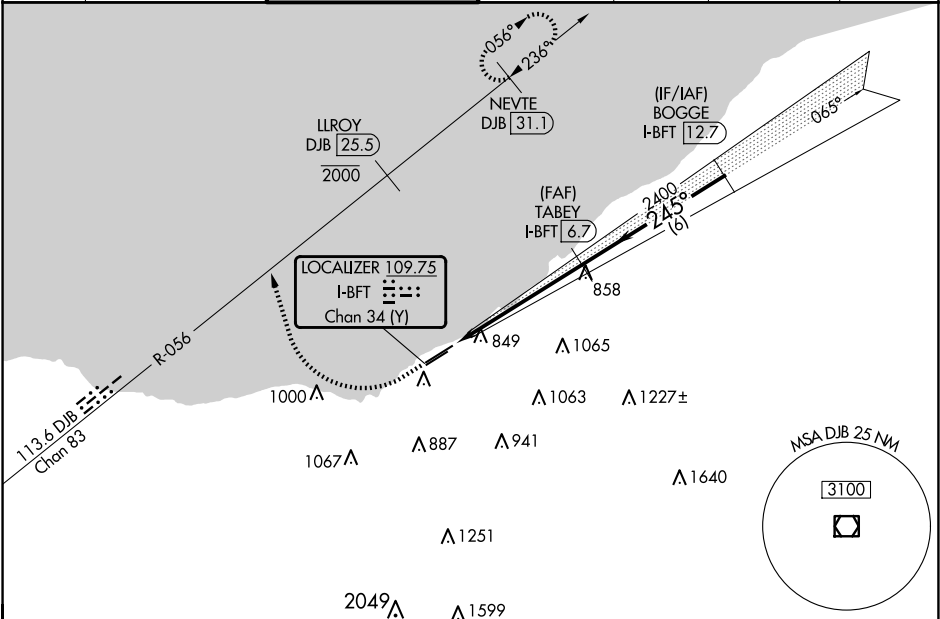 056°
236°
NEVTE
DJB 31.1
(IF/IAF)
BOGGE
I-BFT 12.7
065°
LLROY
DJB 25.5
2000
(FAF)
TABEY
I-BFT 6.7
2400
245°
(6)
LOCALIZER 109.75
I-BFT
Chan 34 (Y)
858
849
1065
R-056
1000
1063
1227±
113.6 DJB
Chan 83
1067
887
941
1640
MSA DJB 25 NM
3100
1251
2049
1599